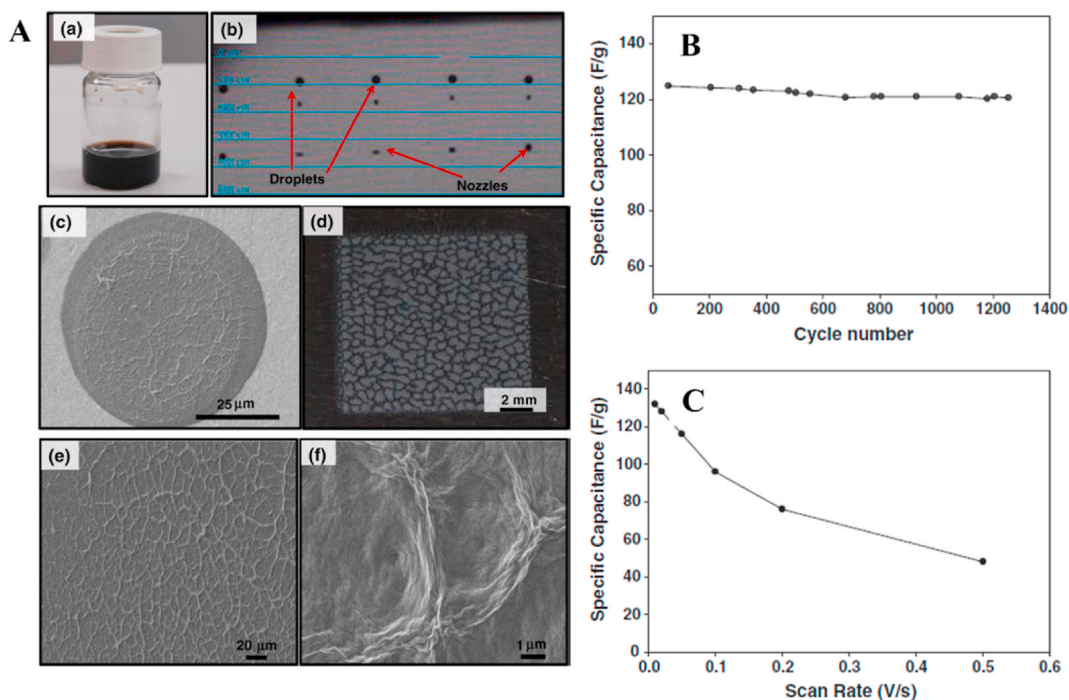 A
(a)
(b)
Droplets
Nozzles
(c)
25 μm
(d)
2 mm
(e)
20 μm
(f)
1 μm
B
Specific Capacitance (F/g)
140
120
100
80
60
0
200
400
600
800
1000
1200
1400
Cycle number
C
Specific Capacitance (F/g)
140
120
100
80
60
40
20
0
0.0
0.1
0.2
0.3
0.4
0.5
0.6
Scan Rate (V/s)